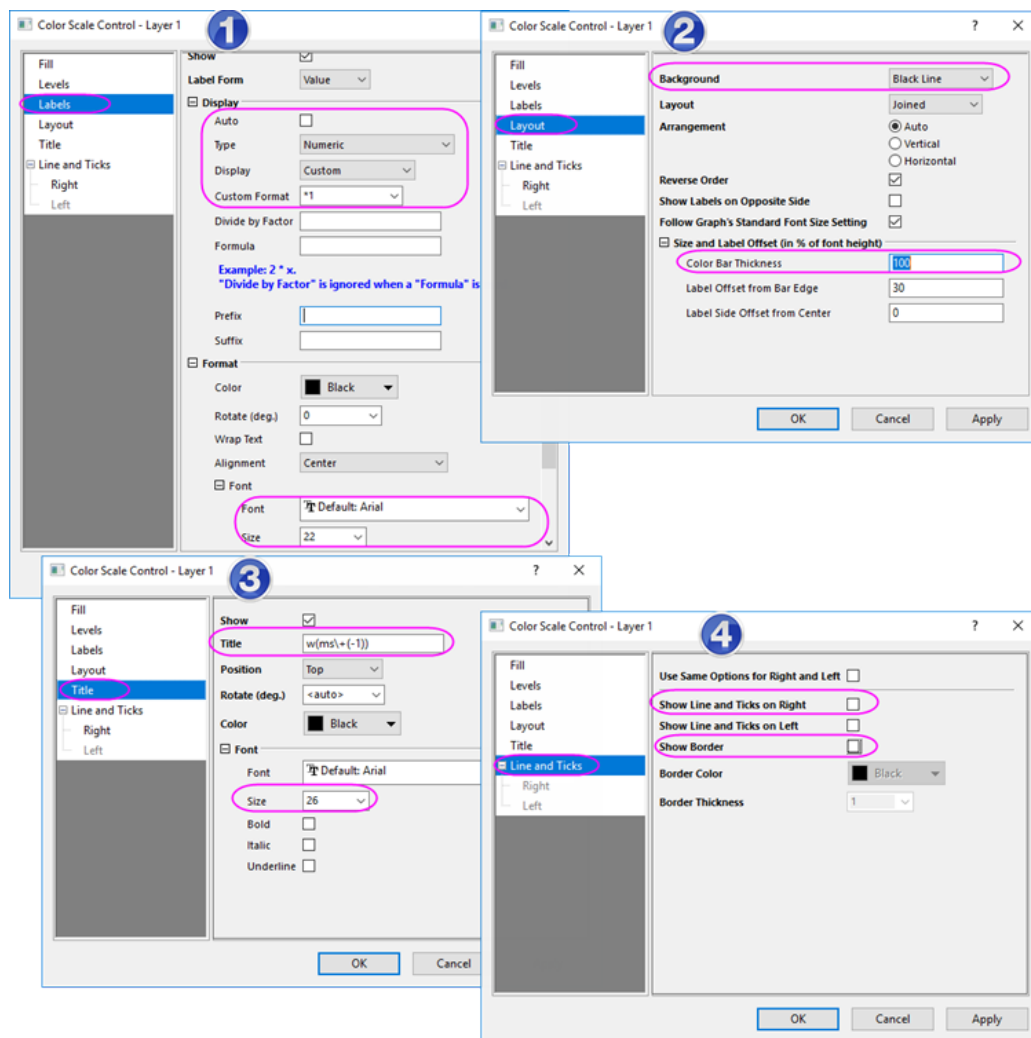 Color Scale Control - Layer 1
1
Fill
Levels
Labels
Layout
Title
Line and Ticks
Right
Left
Show
Label Form Value
Display
Auto
Type Numeric
Display Custom
Custom Format *1
Divide by Factor
Formula
Example: 2 * x.
"Divide by Factor" is ignored when a "Formula" is
Prefix
Suffix
Format
Color Black
Rotate (deg.) 0
Wrap Text
Alignment Center
Font
Font Default: Arial
Size 22
Color Scale Control - Layer 1
2
?
Fill
Levels
Labels
Layout
Title
Line and Ticks
Right
Left
Background Black Line
Layout Joined
Arrangement Auto
Vertical
Horizontal
Reverse Order
Show Labels on Opposite Side
Follow Graph's Standard Font Size Setting
Size and Label Offset (in % of font height)
Color Bar Thickness 100
Label Offset from Bar Edge 30
Label Side Offset from Center 0
OK Cancel Apply
Color Scale Control - Layer 1
3
?
Fill
Levels
Labels
Layout
Title
Line and Ticks
Right
Left
Show
Title w(ms\+(-1))
Position Top
Rotate (deg.) <auto>
Color Black
Font
Font Default: Arial
Size 26
Bold
Italic
Underline
OK Cancel
Color Scale Control - Layer 1
4
?
Fill
Levels
Labels
Layout
Title
Line and Ticks
Right
Left
Use Same Options for Right and Left
Show Line and Ticks on Right
Show Line and Ticks on Left
Show Border
Border Color Black
Border Thickness 1
OK Cancel Apply